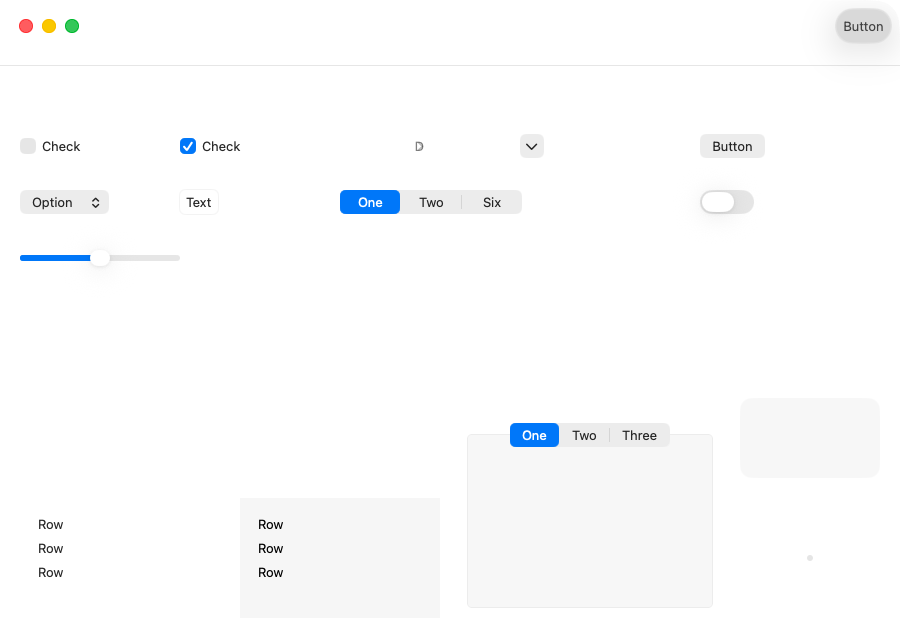 Button
Check
Check
Button
Option
Text
One
Two
Six
One
Two
Three
Row
Row
Row
Row
Row
Row